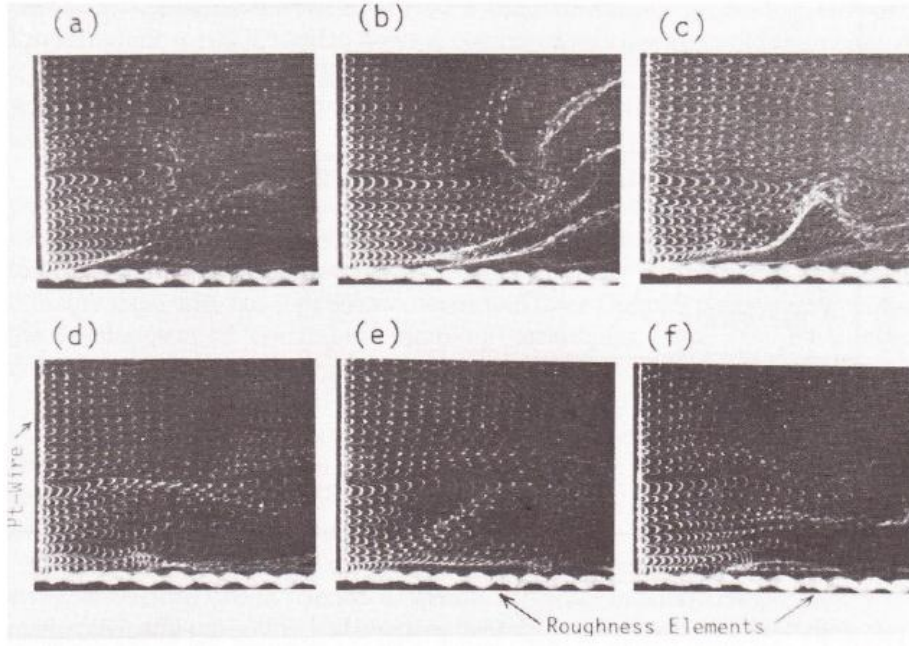 (a)
(b)
(c)
(d)
(e)
(f)
Pt-Wire
Roughness Elements